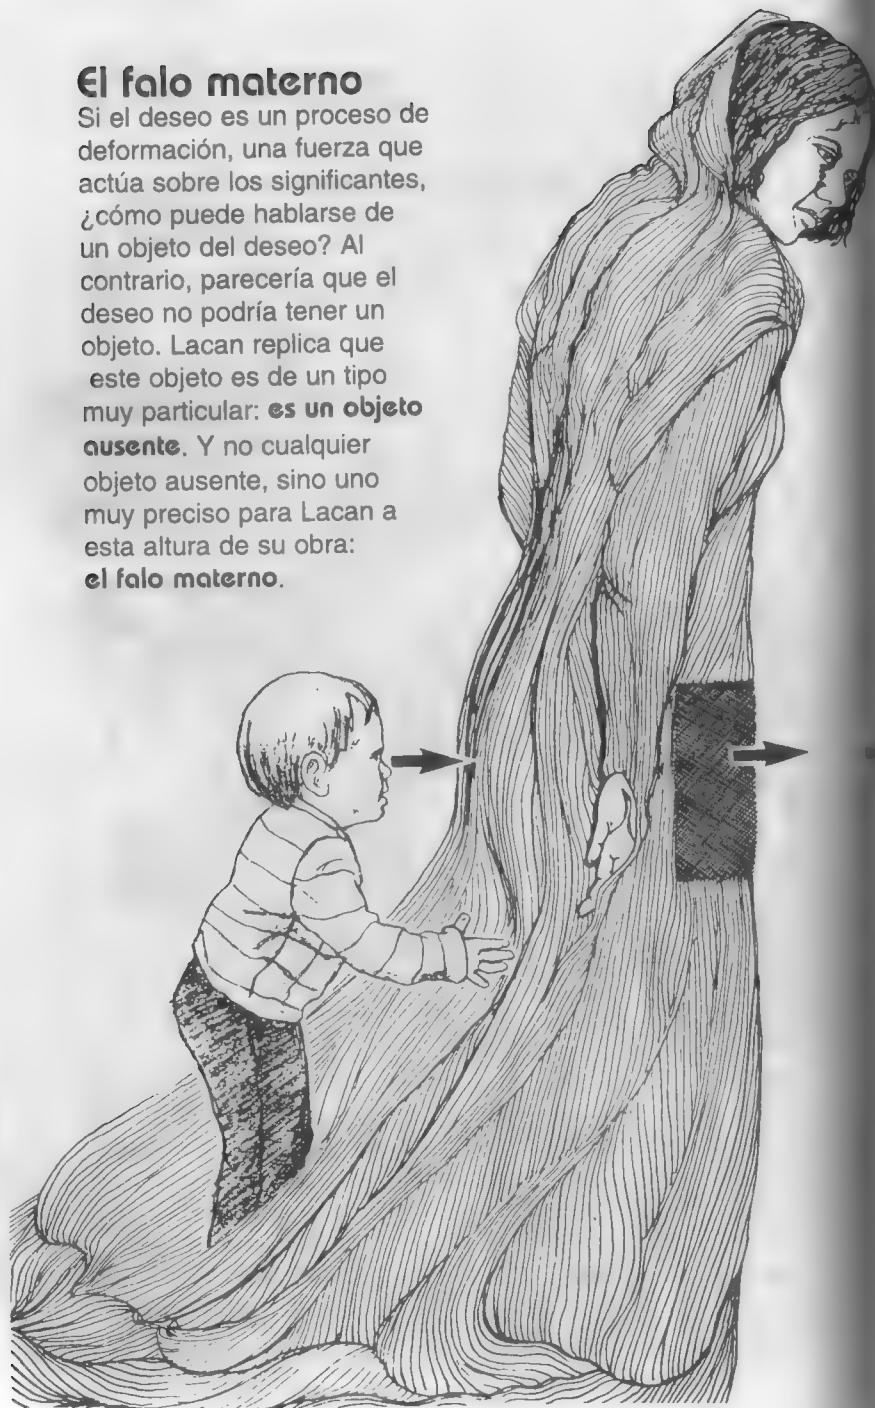 El falo materno
Si el deseo es un proceso de
deformación, una fuerza que
actúa sobre los significantes,
¿cómo puede hablarse de
un objeto del deseo? Al
contrario, parecería que el
deseo no podría tener un
objeto. Lacan replica que
este objeto es de un tipo
muy particular: es un objeto
ausente. Y no cualquier
objeto ausente, sino uno
muy preciso para Lacan a
esta altura de su obra:
el falo materno.